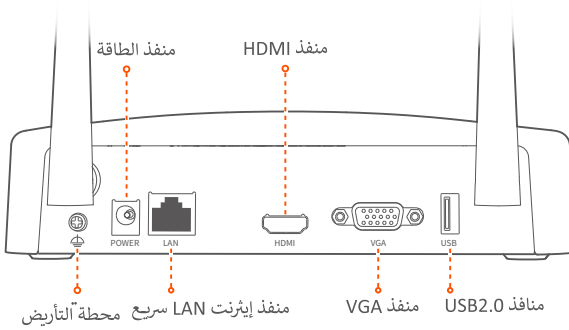 منفذ الطاقة
منفذ HDMI
POWER
LAN
HDMI
VGA
USB
محطة التأريض
منفذ إيثرنت LAN سريع
منفذ VGA
منافذ USB2.0